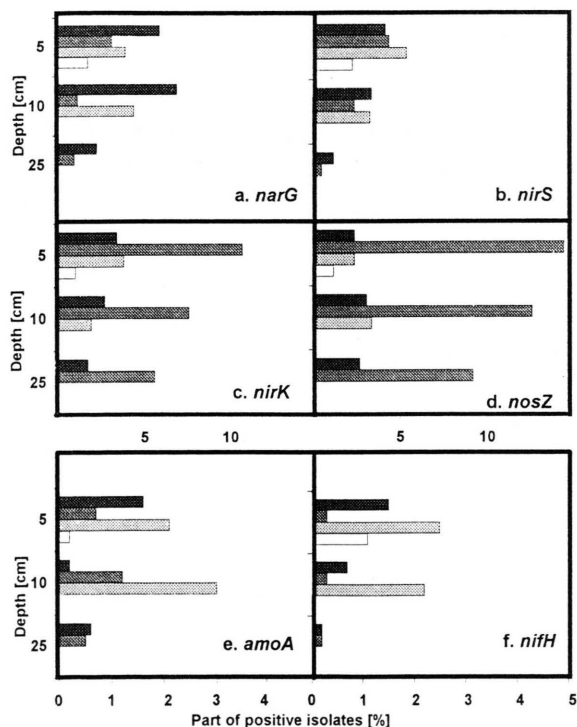 Depth [cm]
5
10
25
a. narG
b. nirS
Depth [cm]
5
10
25
c. nirK
d. nosZ
5 10 5 10
Depth [cm]
5
10
25
e. amoA
f. nifH
0 1 2 3 4 0 1 2 3 4 5
Part of positive isolates [%]